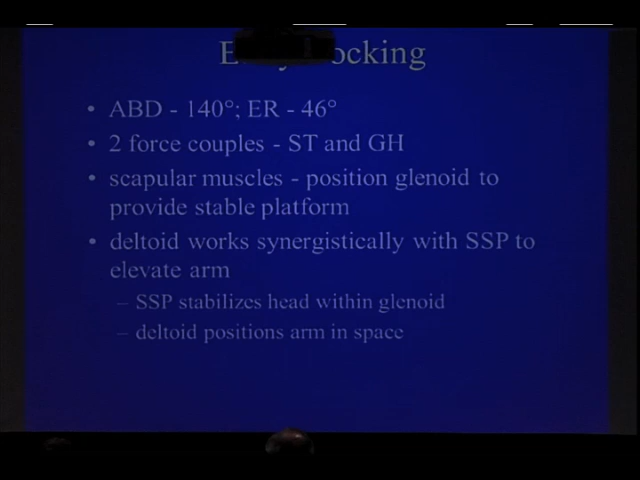 • ABD - 140°; ER - 46°
• 2 force couples - ST and GH
• scapular muscles - position glenoid to
provide stable platform
• deltoid works synergistically with SSP to
elevate arm
– SSP stabilizes head within glenoid
– deltoid positions arm in space